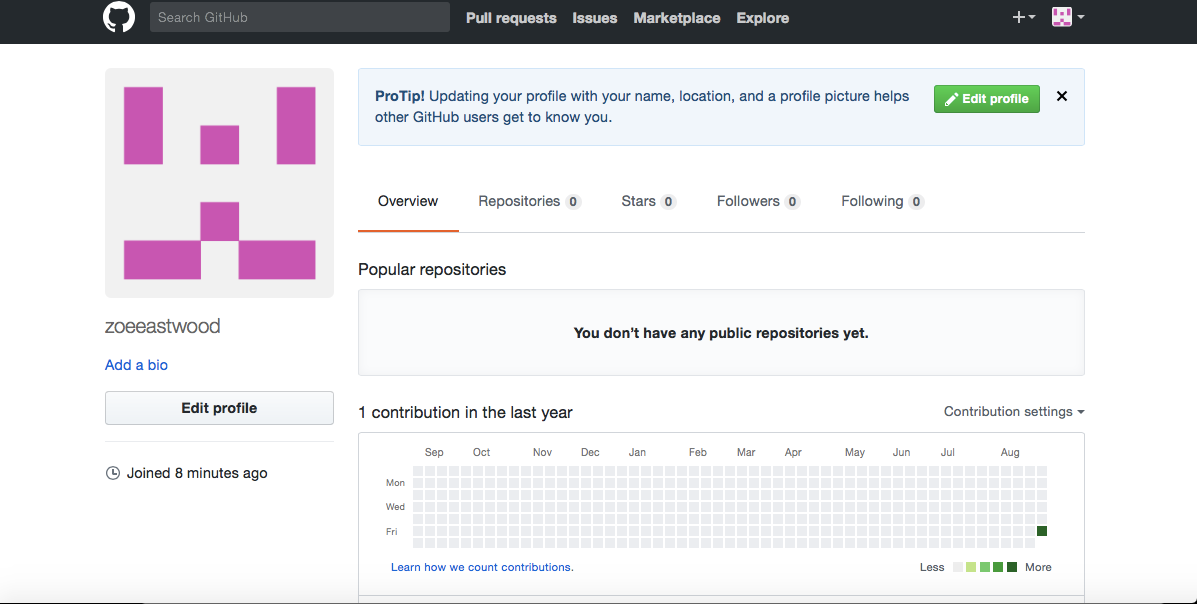 Search GitHub Pull requests Issues Marketplace Explore
ProTip! Updating your profile with your name, location, and a profile picture helps
other GitHub users get to know you.
Edit profile
Overview Repositories 0 Stars 0 Followers 0 Following 0
zoeeastwood
Add a bio
Edit profile
Joined 8 minutes ago
Popular repositories
You don’t have any public repositories yet.
1 contribution in the last year
Contribution settings
Sep Oct Nov Dec Jan Feb Mar Apr May Jun Jul Aug
Mon
Wed
Fri
Learn how we count contributions.
Less More